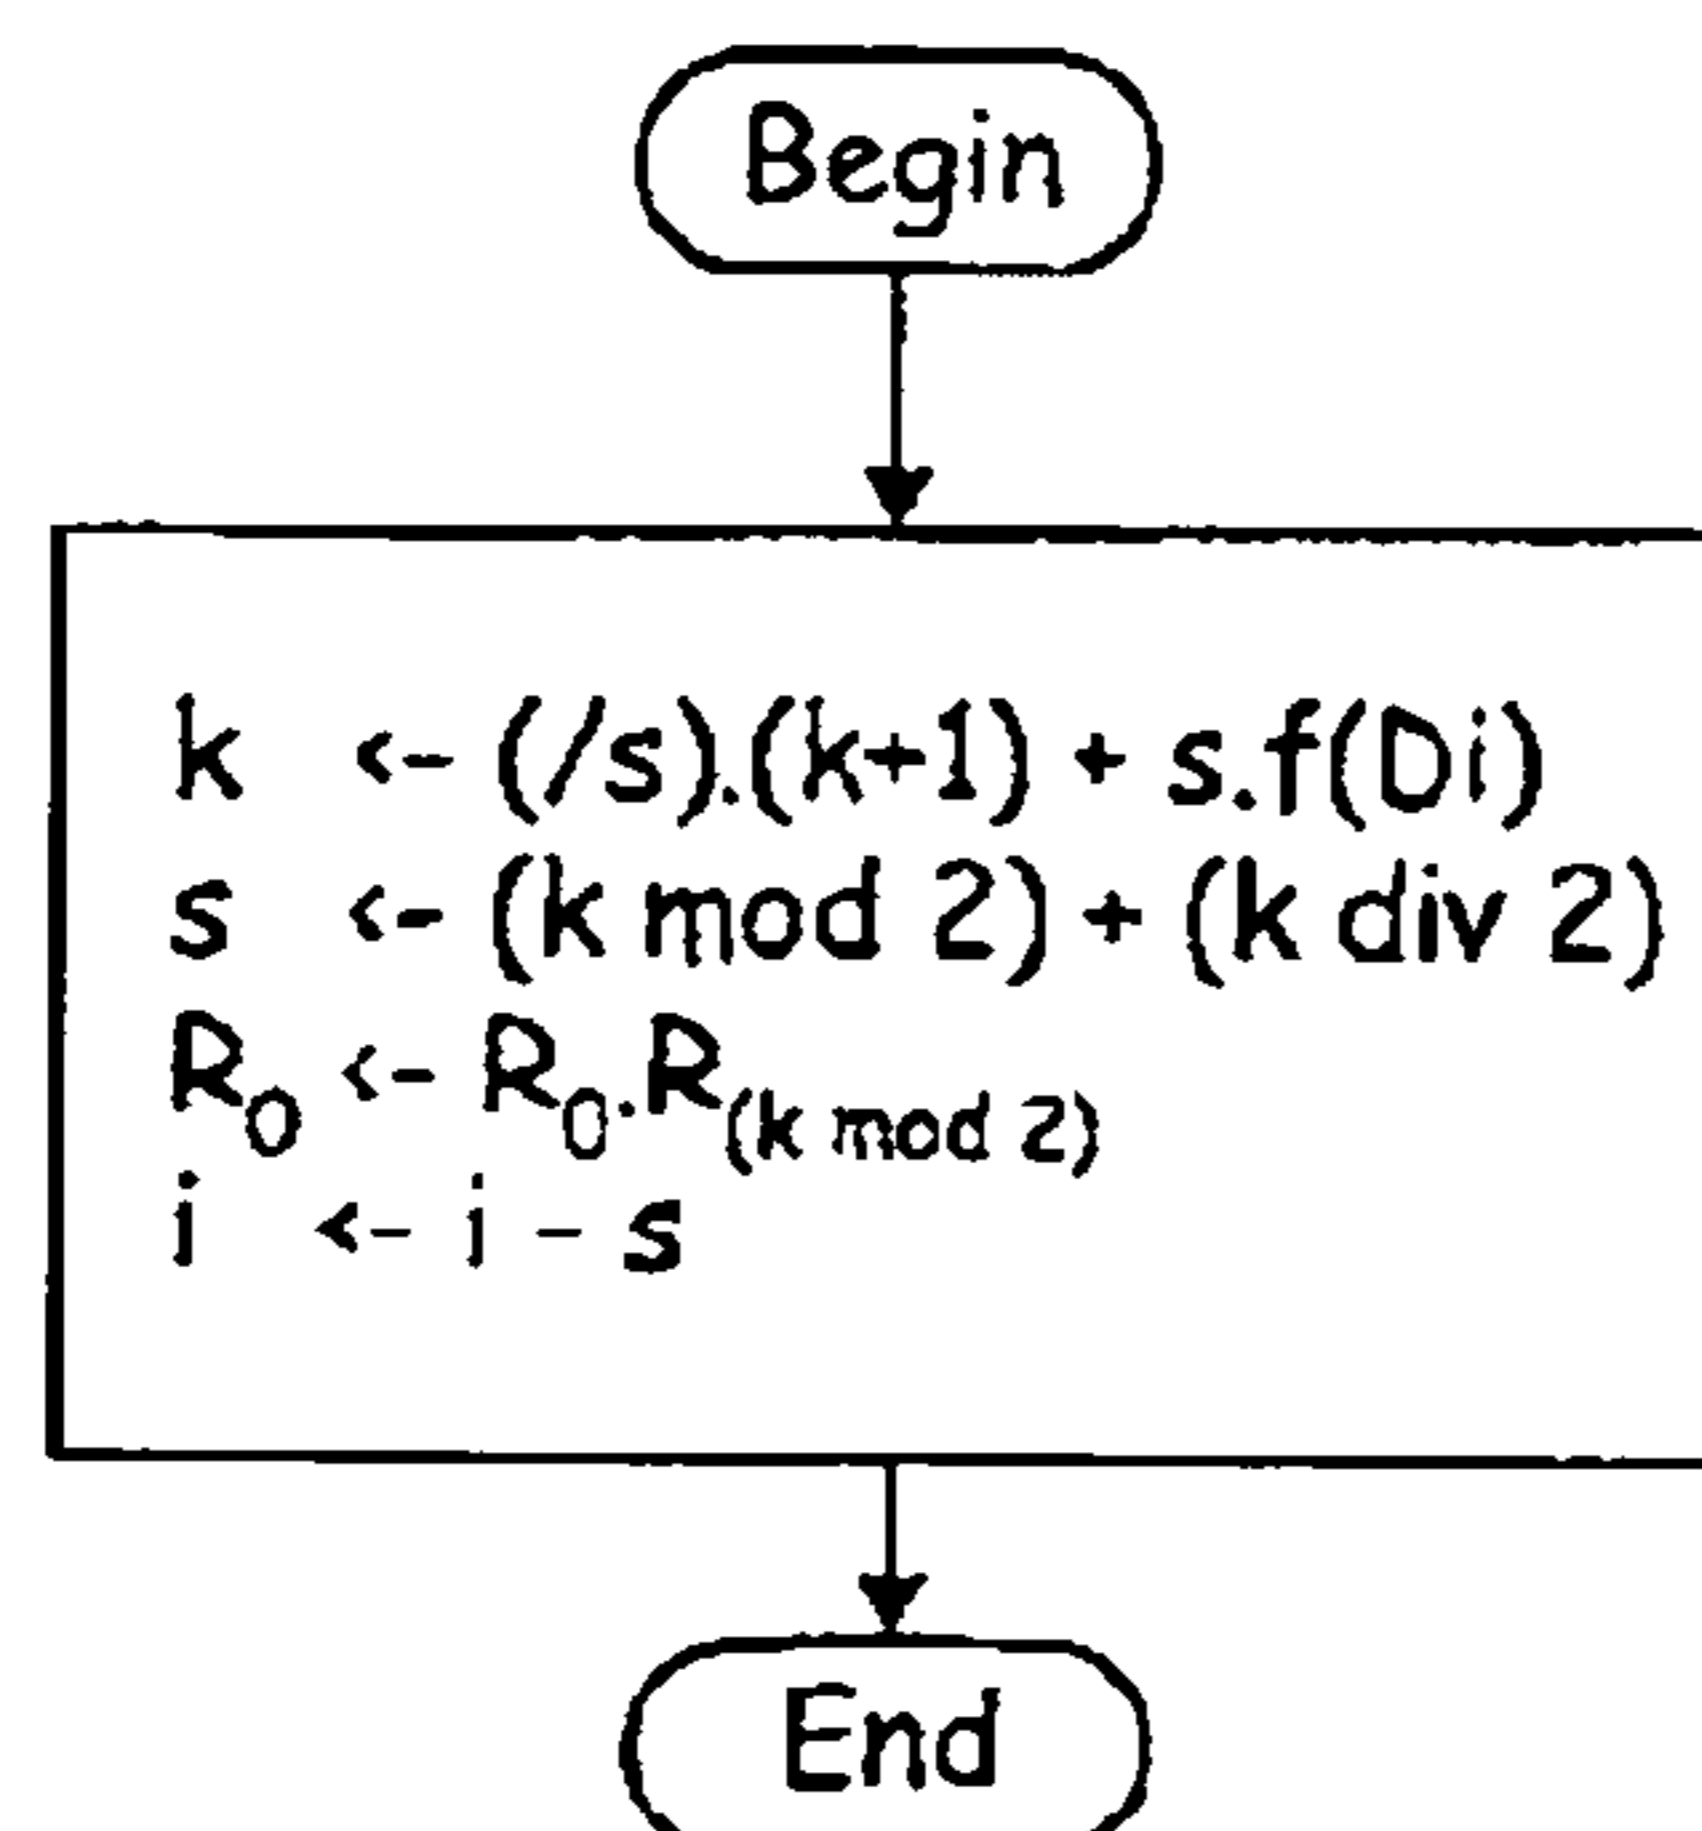 Begin
k <- (/s).(k+1) + s.f(Di)
s <- (k mod 2) + (k div 2)
R0 <- R0.R(k mod 2)
i <- i - s
End